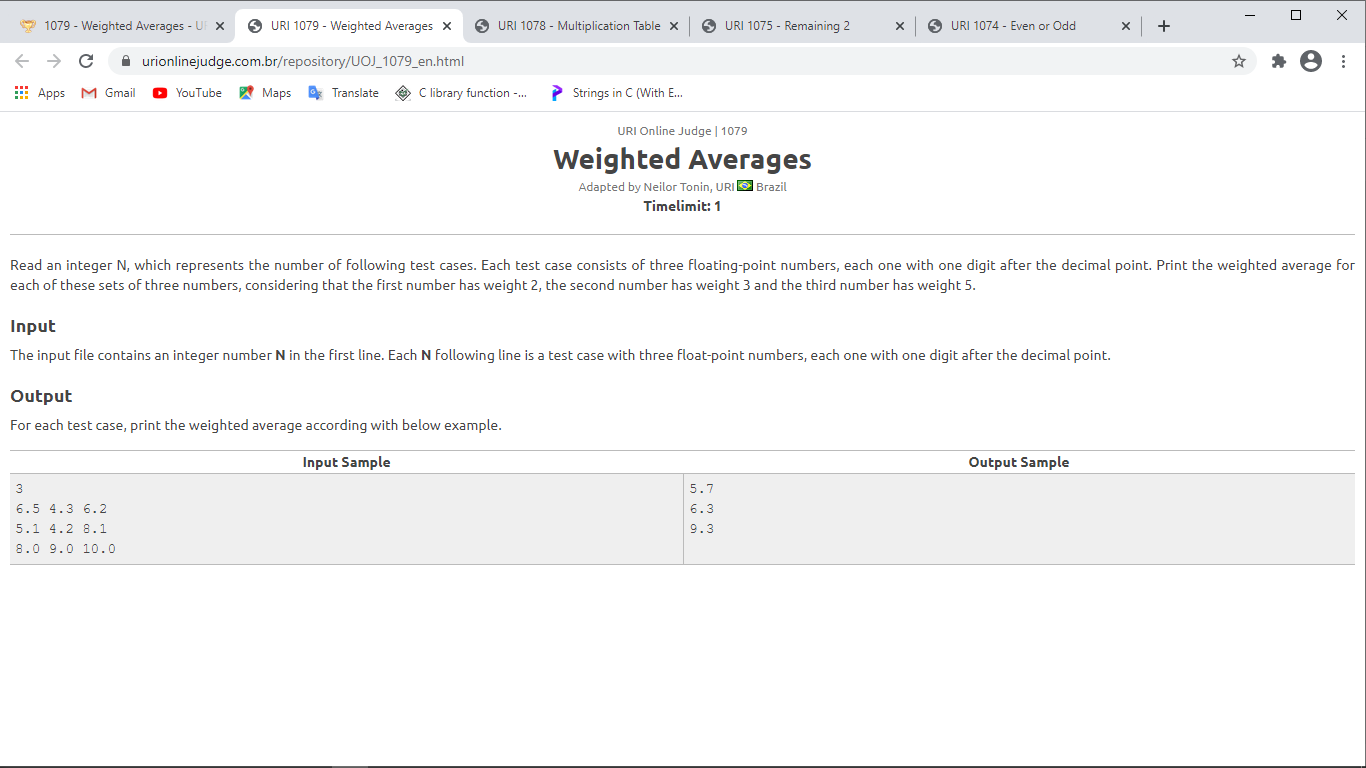 1079 - Weighted Averages - U
URI 1079 - Weighted Averages
URI 1078 - Multiplication Table
URI 1075 - Remaining 2
URI 1074 - Even or Odd
urionlinejudge.com.br/repository/UOJ_1079_en.html
Apps Gmail YouTube Maps Translate C library function -... Strings in C (With E...
URI Online Judge | 1079
Weighted Averages
Adapted by Neilor Tonin, URI Brazil
Timelimit: 1
Read an integer N, which represents the number of following test cases. Each test case consists of three floating-point numbers, each one with one digit after the decimal point. Print the weighted average for
each of these sets of three numbers, considering that the first number has weight 2, the second number has weight 3 and the third number has weight 5.
Input
The input file contains an integer number N in the first line. Each N following line is a test case with three float-point numbers, each one with one digit after the decimal point.
Output
For each test case, print the weighted average according with below example.
Input Sample
Output Sample
3
6.5 4.3 6.2
5.1 4.2 8.1
8.0 9.0 10.0
5.7
6.3
9.3